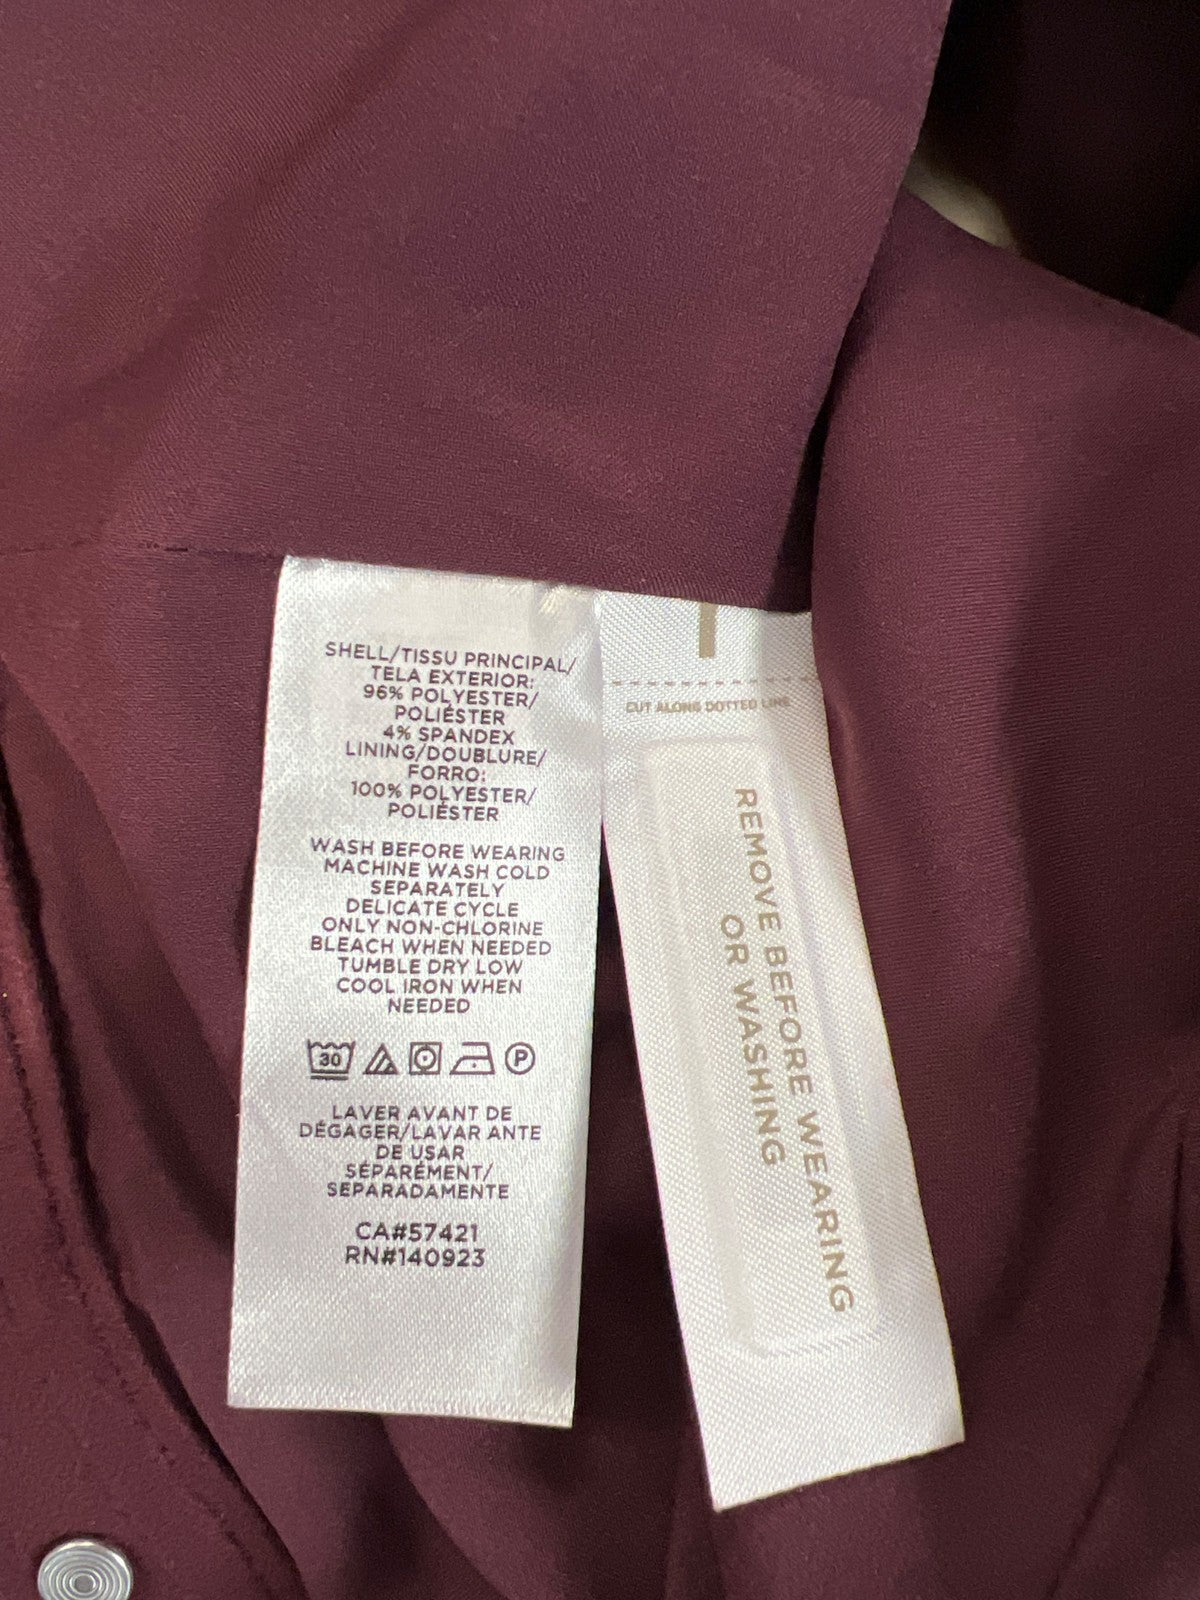 SHELL/TISSU PRINCIPAL/
TELA EXTERIOR:
96% POLYESTER/
POLIÉSTER
4% SPANDEX
LINING/DOUBLURE/
FORRO:
100% POLYESTER/
POLIÉSTER
WASH BEFORE WEARING
MACHINE WASH COLD
SEPARATELY
DELICATE CYCLE
ONLY NON-CHLORINE
BLEACH WHEN NEEDED
TUMBLE DRY LOW
COOL IRON WHEN
NEEDED
30 P
LAVER AVANT DE
DÉGAGER/LAVAR ANTE
DE USAR
SÉPARÉMENT/
SEPARADAMENTE
CA#57421
RN#140923
CUT ALONG DOTTED LINE
REMOVE BEFORE WEARING
OR WASHING